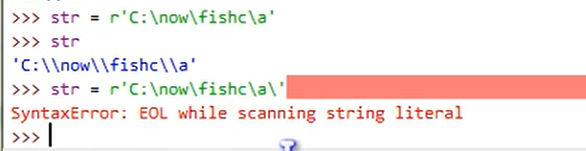 >>> str = r'C:\now\fishc\a'
>>> str
'C:\\now\\fishc\\a'
>>> str = r'C:\now\fishc\a\'
SyntaxError: EOL while scanning string literal
>>>